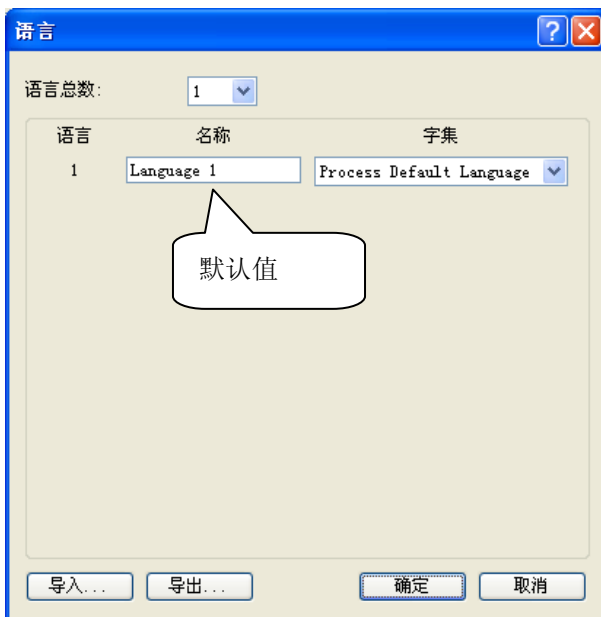 语言
语言总数: 1
语言 名称 字集
1 Language 1 Process Default Language
默认值
导入... 导出... 确定 取消